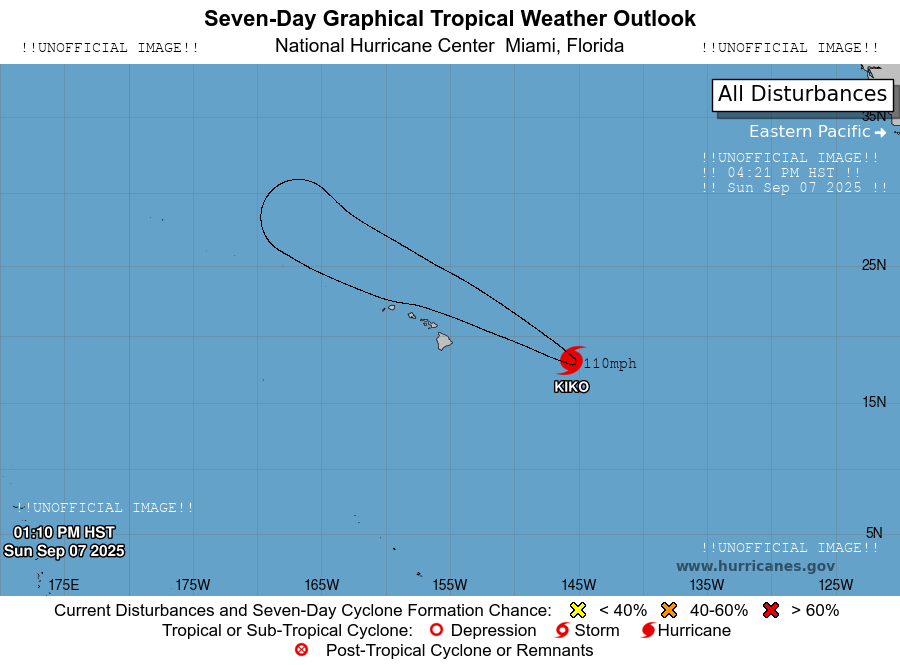 Seven-Day Graphical Tropical Weather Outlook
!!UNOFFICIAL IMAGE!! National Hurricane Center Miami, Florida !!UNOFFICIAL IMAGE!!
All Disturbances
35N
Eastern Pacific
!!UNOFFICIAL IMAGE!!
!! 04:21 PM HST !!
!! Sun Sep 07 2025 !!
25N
110mph
KIKO
15N
!!UNOFFICIAL IMAGE!!
01:10 PM HST
Sun Sep 07 2025
5N
!!UNOFFICIAL IMAGE!!
www.hurricanes.gov
175E 175W 165W 155W 145W 135W 125W
Current Disturbances and Seven-Day Cyclone Formation Chance: < 40% 40-60% > 60%
Tropical or Sub-Tropical Cyclone: Depression Storm Hurricane
Post-Tropical Cyclone or Remnants